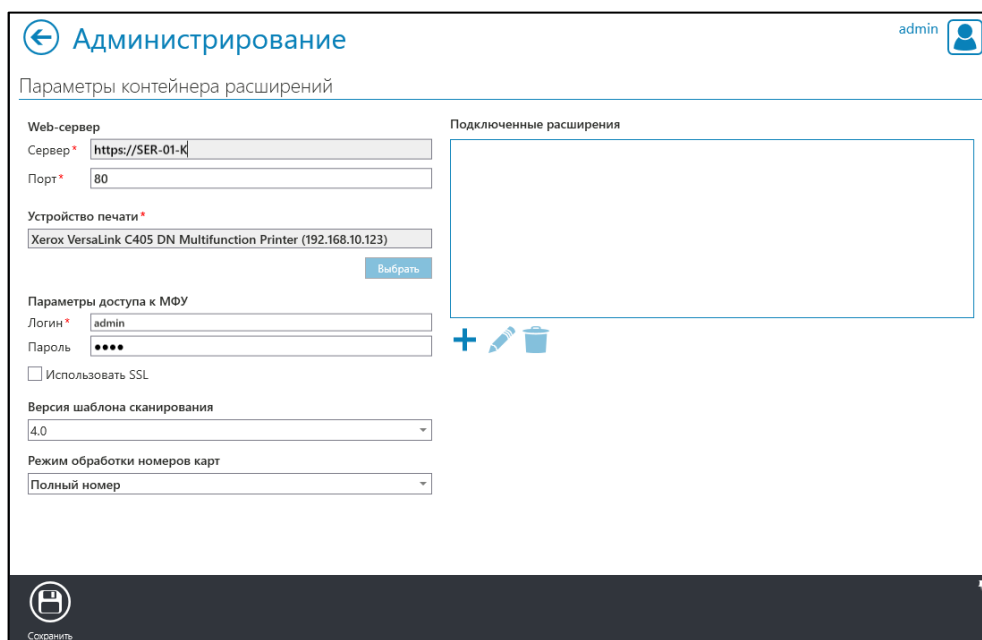 Администрирование
admin
Параметры контейнера расширений
Web-сервер
Сервер* https://SER-01-K
Порт* 80
Устройство печати*
Xerox VersaLink C405 DN Multifunction Printer (192.168.10.123)
Выбрать
Параметры доступа к МФУ
Логин* admin
Пароль ••••
Использовать SSL
Версия шаблона сканирования
4.0
Режим обработки номеров карт
Полный номер
Подключенные расширения
Сохранить